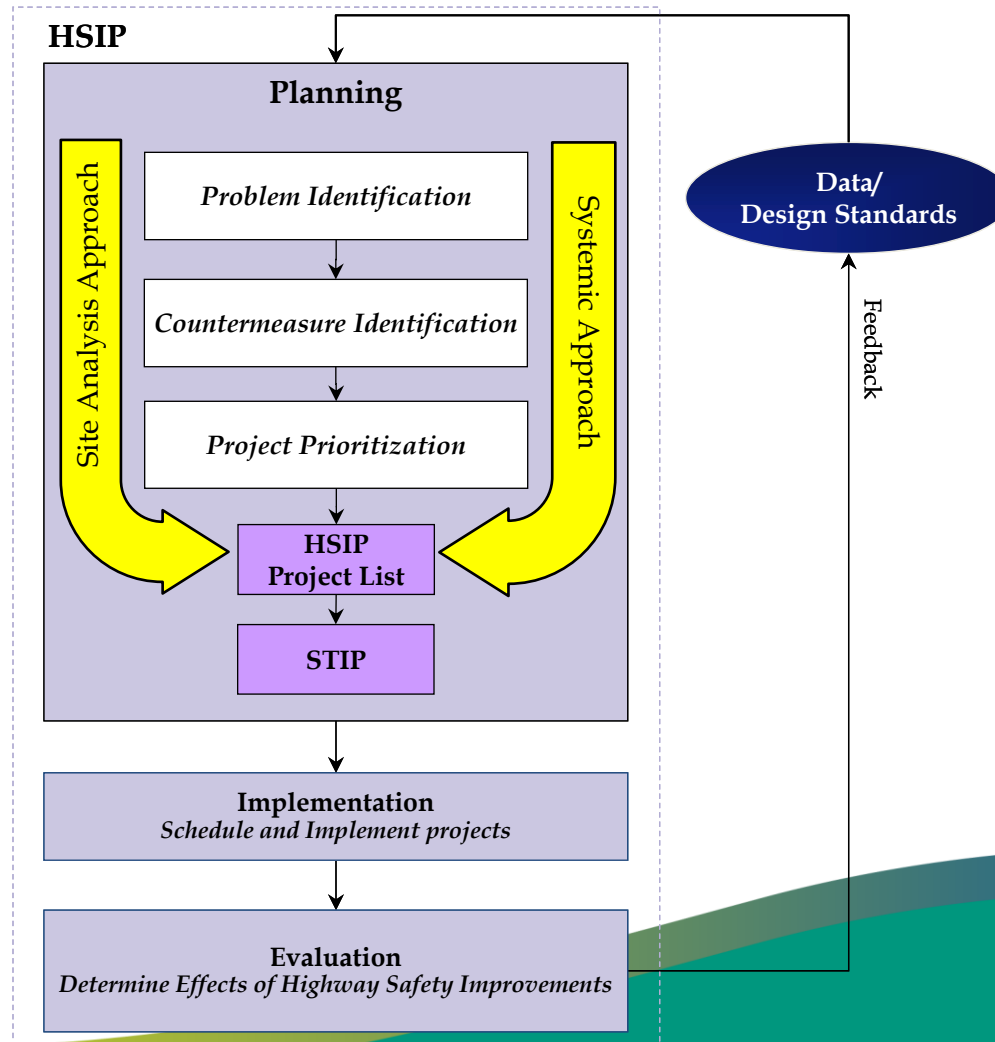 HSIP
Planning
Site Analysis Approach
Problem Identification
Countermeasure Identification
Project Prioritization
Systemic Approach
HSIP
Project List
STIP
Implementation
Schedule and Implement projects
Evaluation
Determine Effects of Highway Safety Improvements
Data/
Design Standards
Feedback